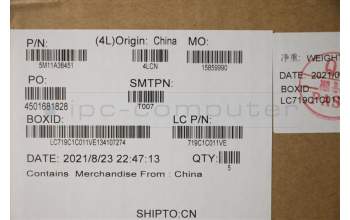 P/N: (4L)Origin: China MO:
5M11A36451 4LCN 15859990
PO: SMTPN:
4501681828 T007
BOXID: LC P/N:
LC719C1C011VE134107274 719C1C011VE
DATE: 2021/8/23 22:47:13 QTY:
5
Contains Merchandise From : China
SHIPTO:CN
净重: WEIGH
DATE: 2021/0
BOXID
LC719Q1C01
ipc-computer